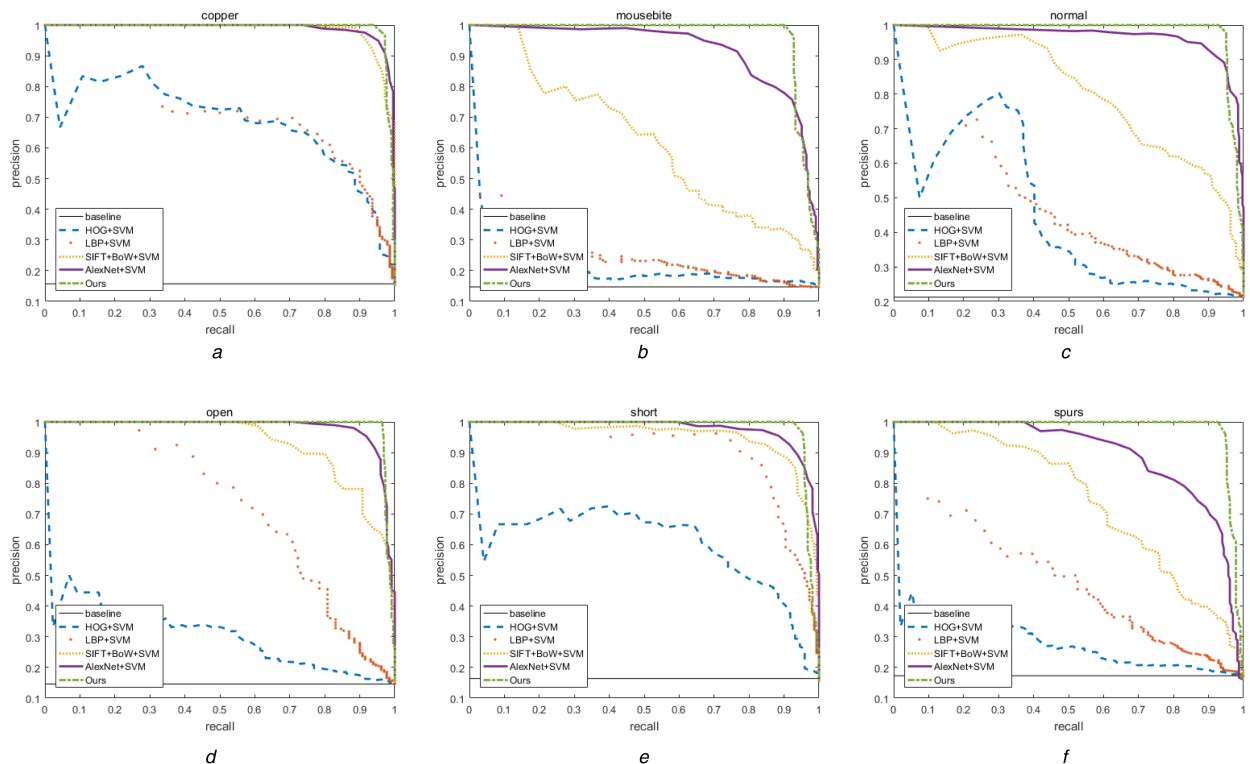 copper
precision
1
0.9
0.8
0.7
0.6
0.5
0.4
0.3
0.2
0.1
baseline
HOG+SVM
LBP+SVM
SIFT+BoW+SVM
AlexNet+SVM
Ours
0 0.1 0.2 0.3 0.4 0.5 0.6 0.7 0.8 0.9 1
recall
a
mousebite
precision
1
0.9
0.8
0.7
0.6
0.5
0.4
0.3
0.2
0.1
baseline
HOG+SVM
LBP+SVM
SIFT+BoW+SVM
AlexNet+SVM
Ours
0 0.1 0.2 0.3 0.4 0.5 0.6 0.7 0.8 0.9 1
recall
b
normal
precision
1
0.9
0.8
0.7
0.6
0.5
0.4
0.3
0.2
baseline
HOG+SVM
LBP+SVM
SIFT+BoW+SVM
AlexNet+SVM
Ours
0 0.1 0.2 0.3 0.4 0.5 0.6 0.7 0.8 0.9 1
recall
c
open
precision
1
0.9
0.8
0.7
0.6
0.5
0.4
0.3
0.2
0.1
baseline
HOG+SVM
LBP+SVM
SIFT+BoW+SVM
AlexNet+SVM
Ours
0 0.1 0.2 0.3 0.4 0.5 0.6 0.7 0.8 0.9 1
recall
d
short
precision
1
0.9
0.8
0.7
0.6
0.5
0.4
0.3
0.2
0.1
baseline
HOG+SVM
LBP+SVM
SIFT+BoW+SVM
AlexNet+SVM
Ours
0 0.1 0.2 0.3 0.4 0.5 0.6 0.7 0.8 0.9 1
recall
e
spurs
precision
1
0.9
0.8
0.7
0.6
0.5
0.4
0.3
0.2
0.1
baseline
HOG+SVM
LBP+SVM
SIFT+BoW+SVM
AlexNet+SVM
Ours
0 0.1 0.2 0.3 0.4 0.5 0.6 0.7 0.8 0.9 1
recall
f